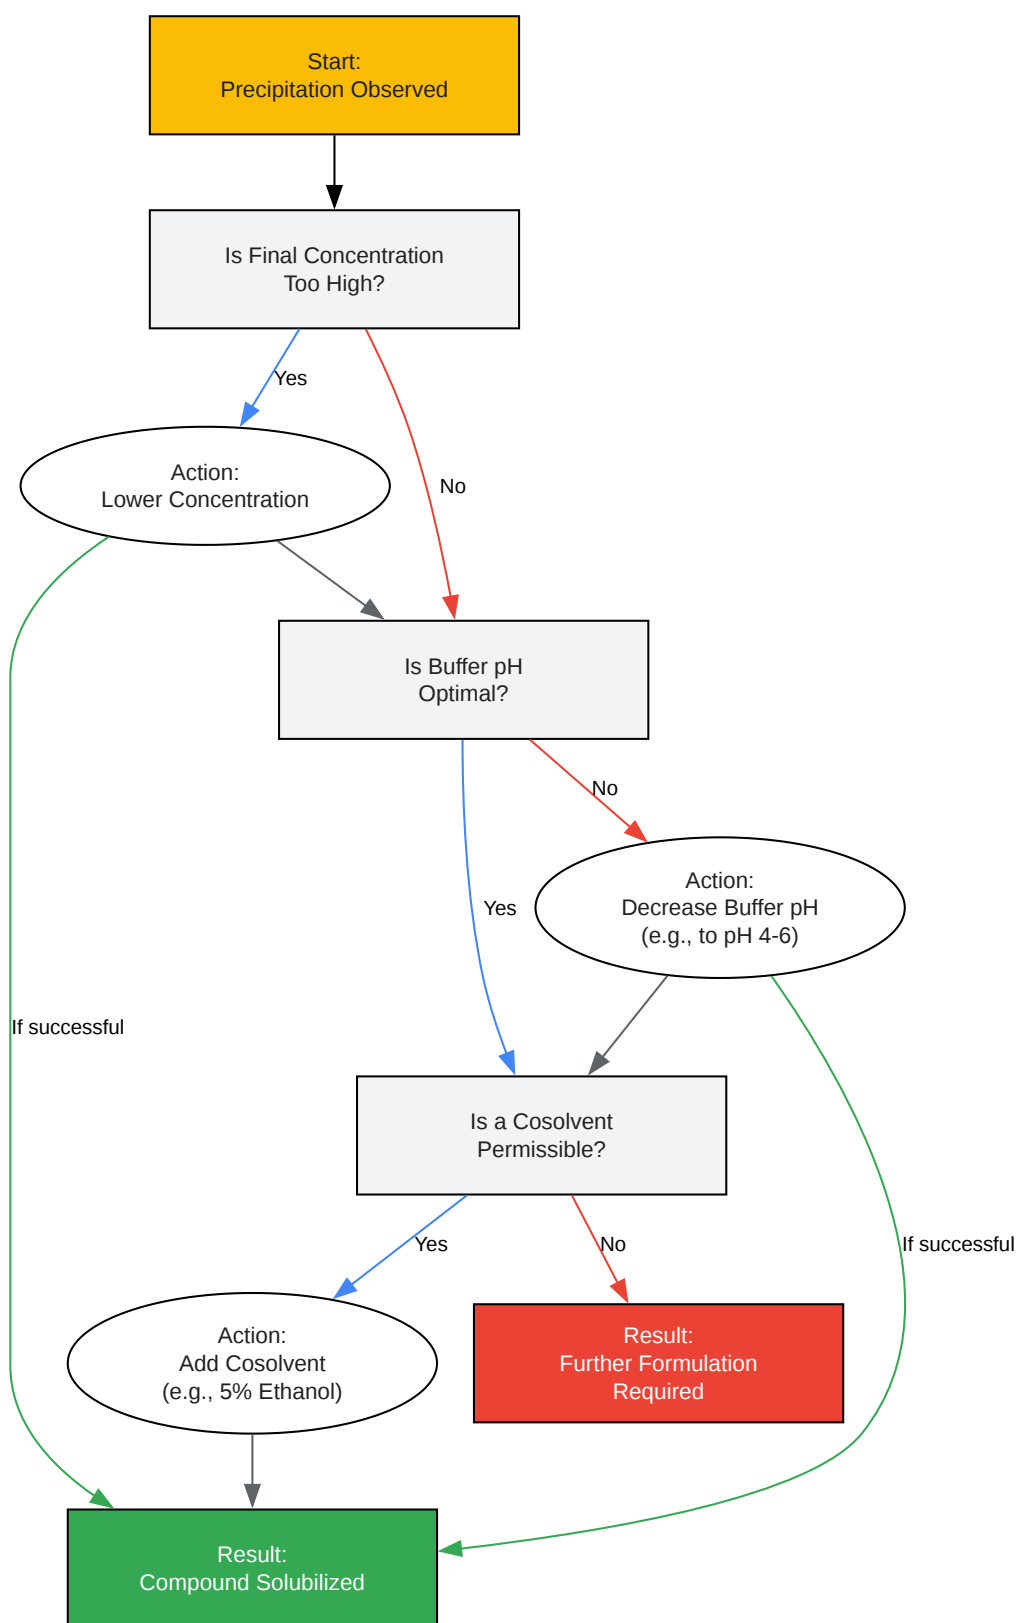 Start:
Precipitation Observed
Is Final Concentration
Too High?
Yes
No
Action:
Lower Concentration
Is Buffer pH
Optimal?
No
Yes
Action:
Decrease Buffer pH
(e.g., to pH 4-6)
If successful
Is a Cosolvent
Permissible?
Yes
No
If successful
Action:
Add Cosolvent
(e.g., 5% Ethanol)
Result:
Further Formulation
Required
Result:
Compound Solubilized